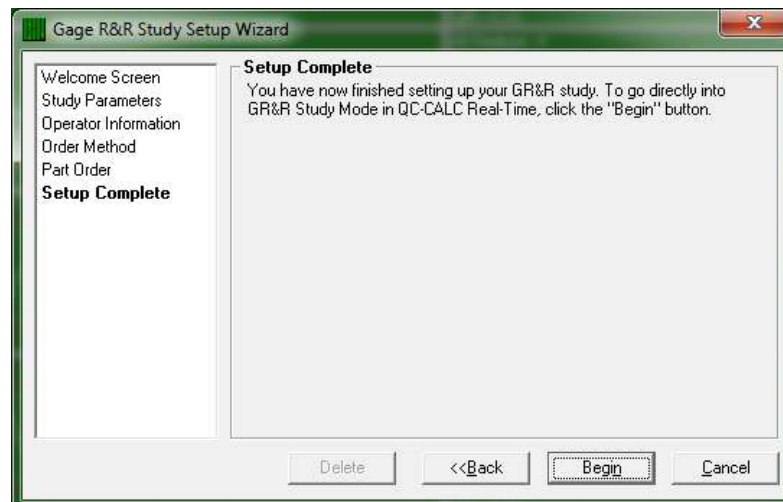 Gage R&R Study Setup Wizard
Welcome Screen
Study Parameters
Operator Information
Order Method
Part Order
Setup Complete
Setup Complete
You have now finished setting up your GR&R study. To go directly into
GR&R Study Mode in QC-CALC Real-Time, click the "Begin" button.
Delete
<<Back
Begin
Cancel